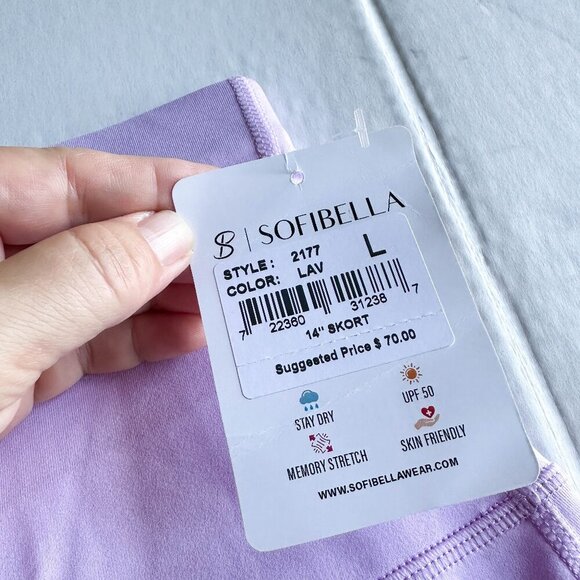 SB | SOFIBELLA
STYLE: 2177 L
COLOR: LAV
7 22360 31238 7
14" SKORT
Suggested Price $ 70.00
STAY DRY
UPF 50
MEMORY STRETCH
SKIN FRIENDLY
WWW.SOFIBELLAWEAR.COM